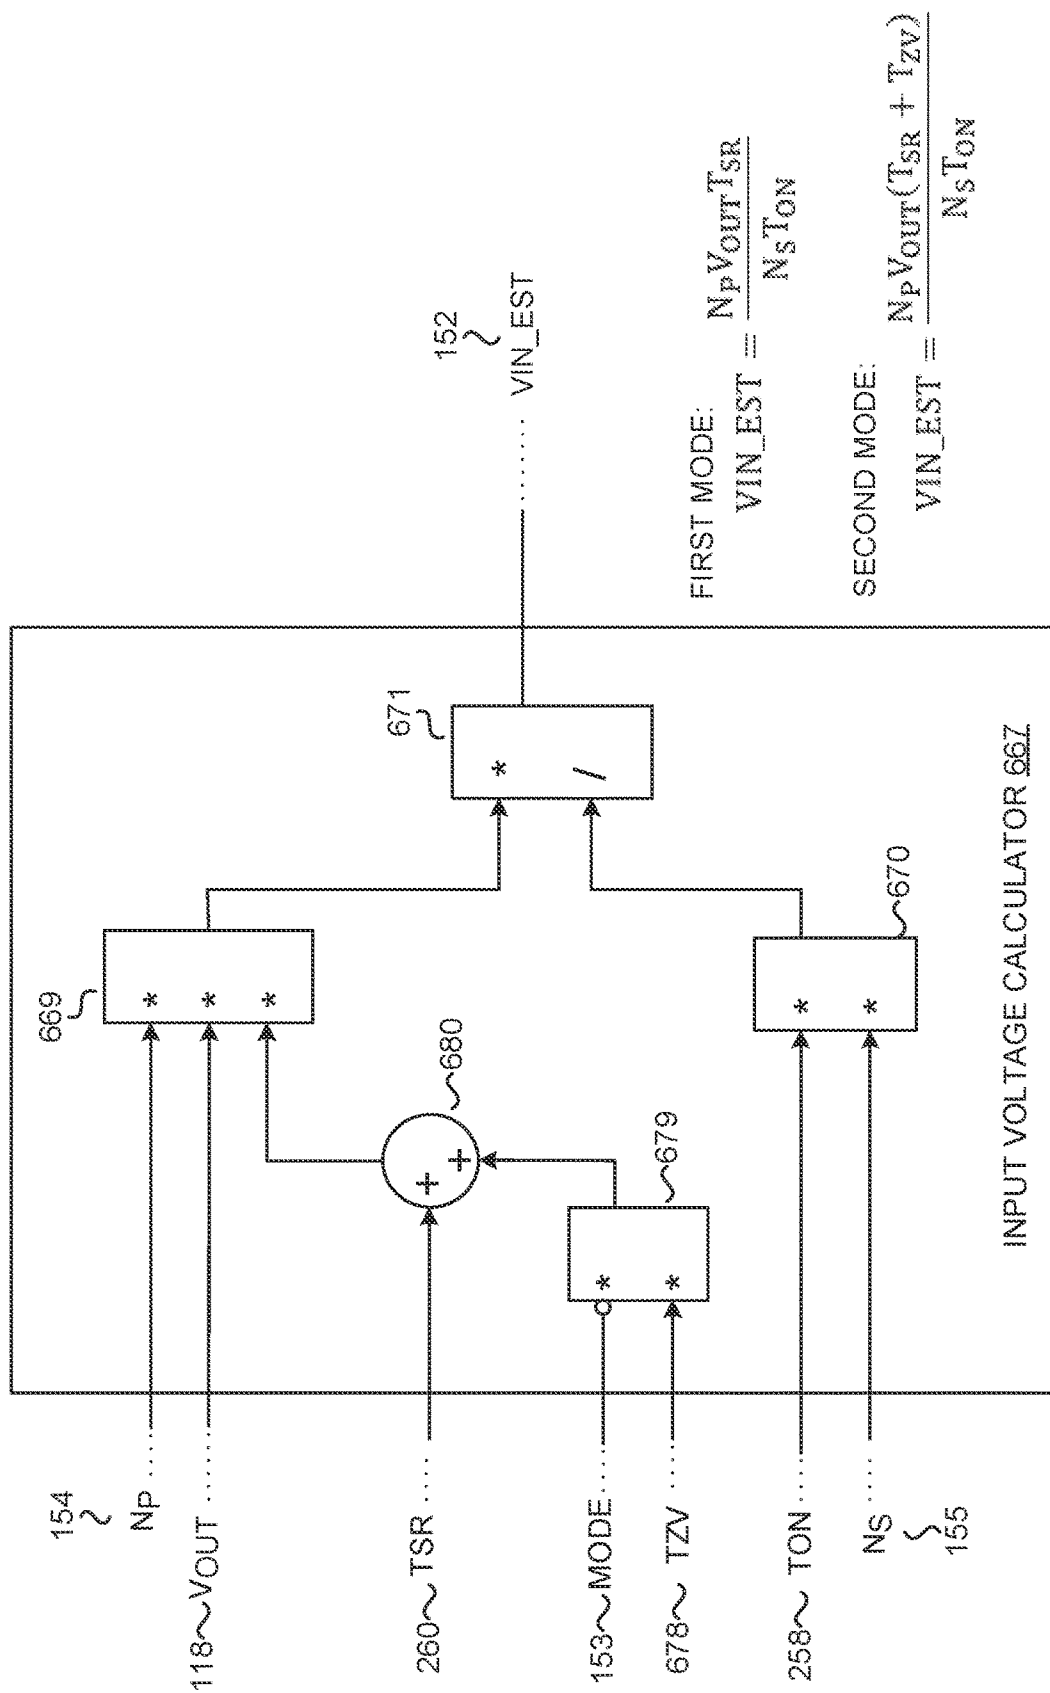 154
NP
118 VOUT
260 TSR
153 MODE
678 TZV
258 TON
NS
155
669
* * *
680
+ +
679
* *
670
* *
671
* /
INPUT VOLTAGE CALCULATOR 667
152
VIN_EST
FIRST MODE:
VIN_EST = NPVOUTTSR / NSTON
SECOND MODE:
VIN_EST = NPVOUT(TSR + TZV) / NSTON